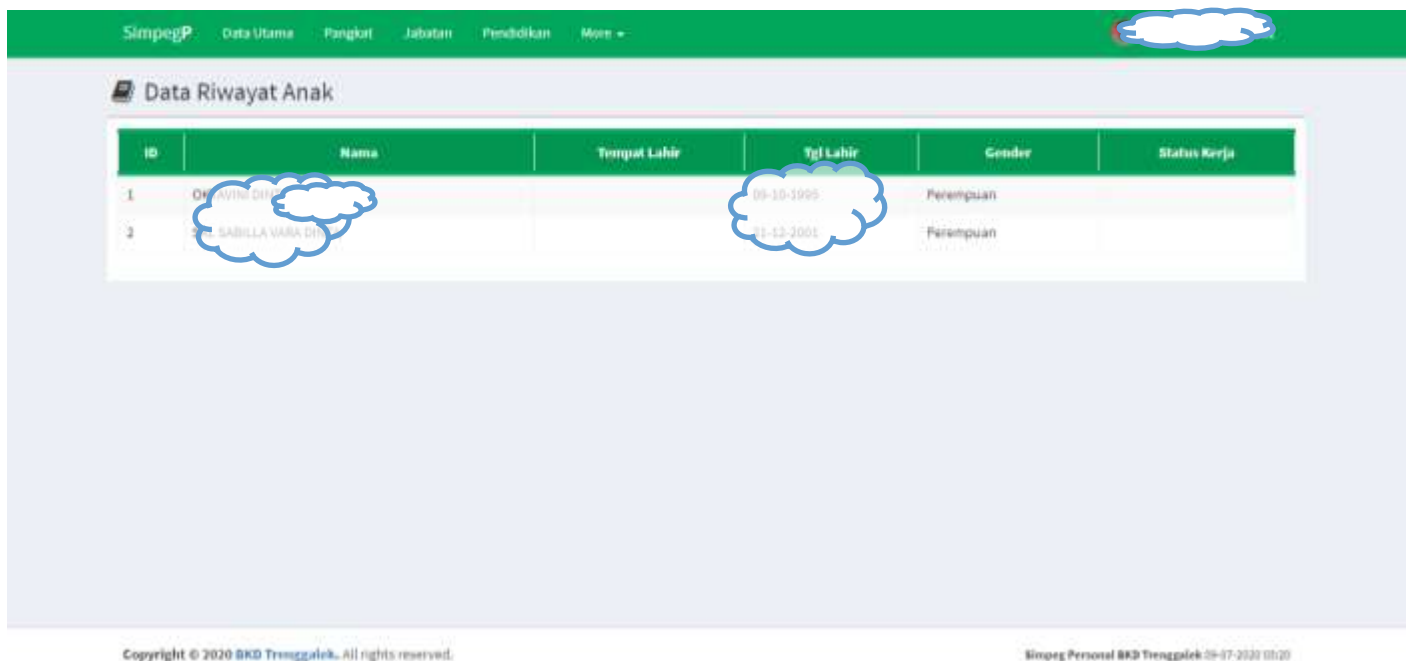 SimpegP Data Utama Pangkat Jabatan Pendidikan More
Data Riwayat Anak
ID Nama Tempat Lahir Tgl Lahir Gender Status Kerja
1 Perempuan
2 Perempuan
Copyright © 2020 BKD Trenggalek. All rights reserved.
Simpeg Personal BKD Trenggalek